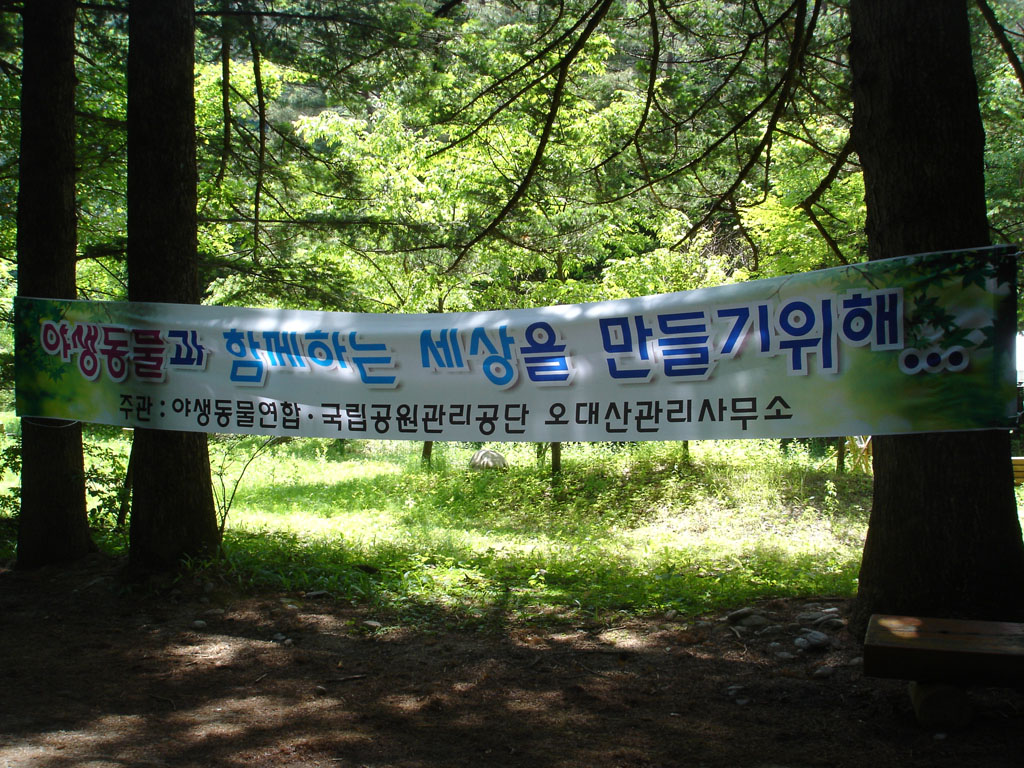 야생동물과 함께하는 세상을 만들기위해...
주관 : 야생동물연합 · 국립공원관리공단 오대산관리사무소